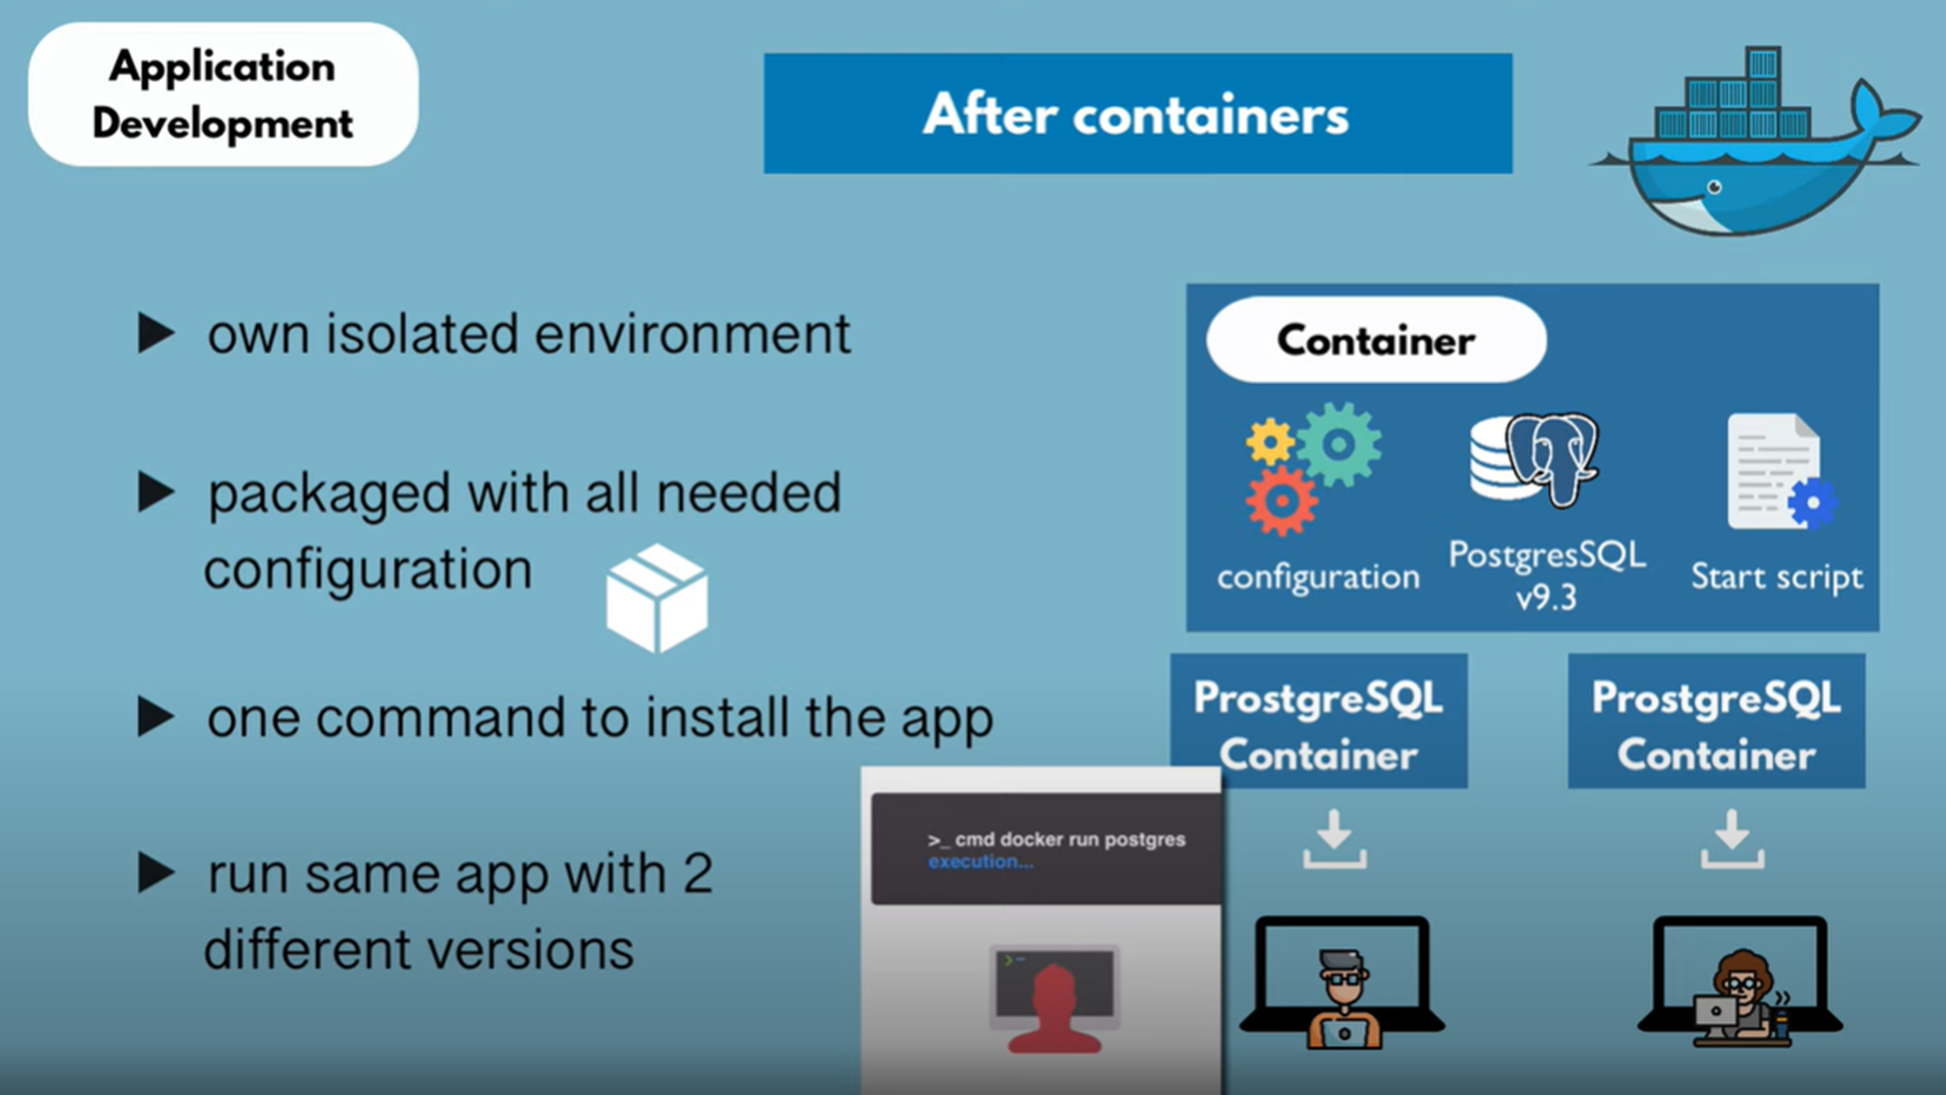 Application
Development
After containers
▶ own isolated environment
▶ packaged with all needed
configuration
▶ one command to install the app
▶ run same app with 2
different versions
Container
configuration
PostgresSQL
v9.3
Start script
ProstgreSQL
Container
ProstgreSQL
Container
>_ cmd docker run postgres
execution...